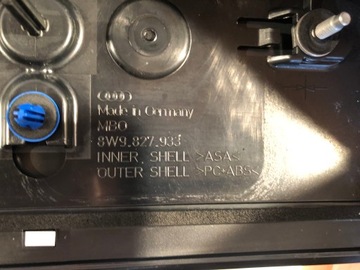 Made in Germany
MBO
8W9.827.933
INNER SHELL >ASA<
OUTER SHELL >PC+ABS<